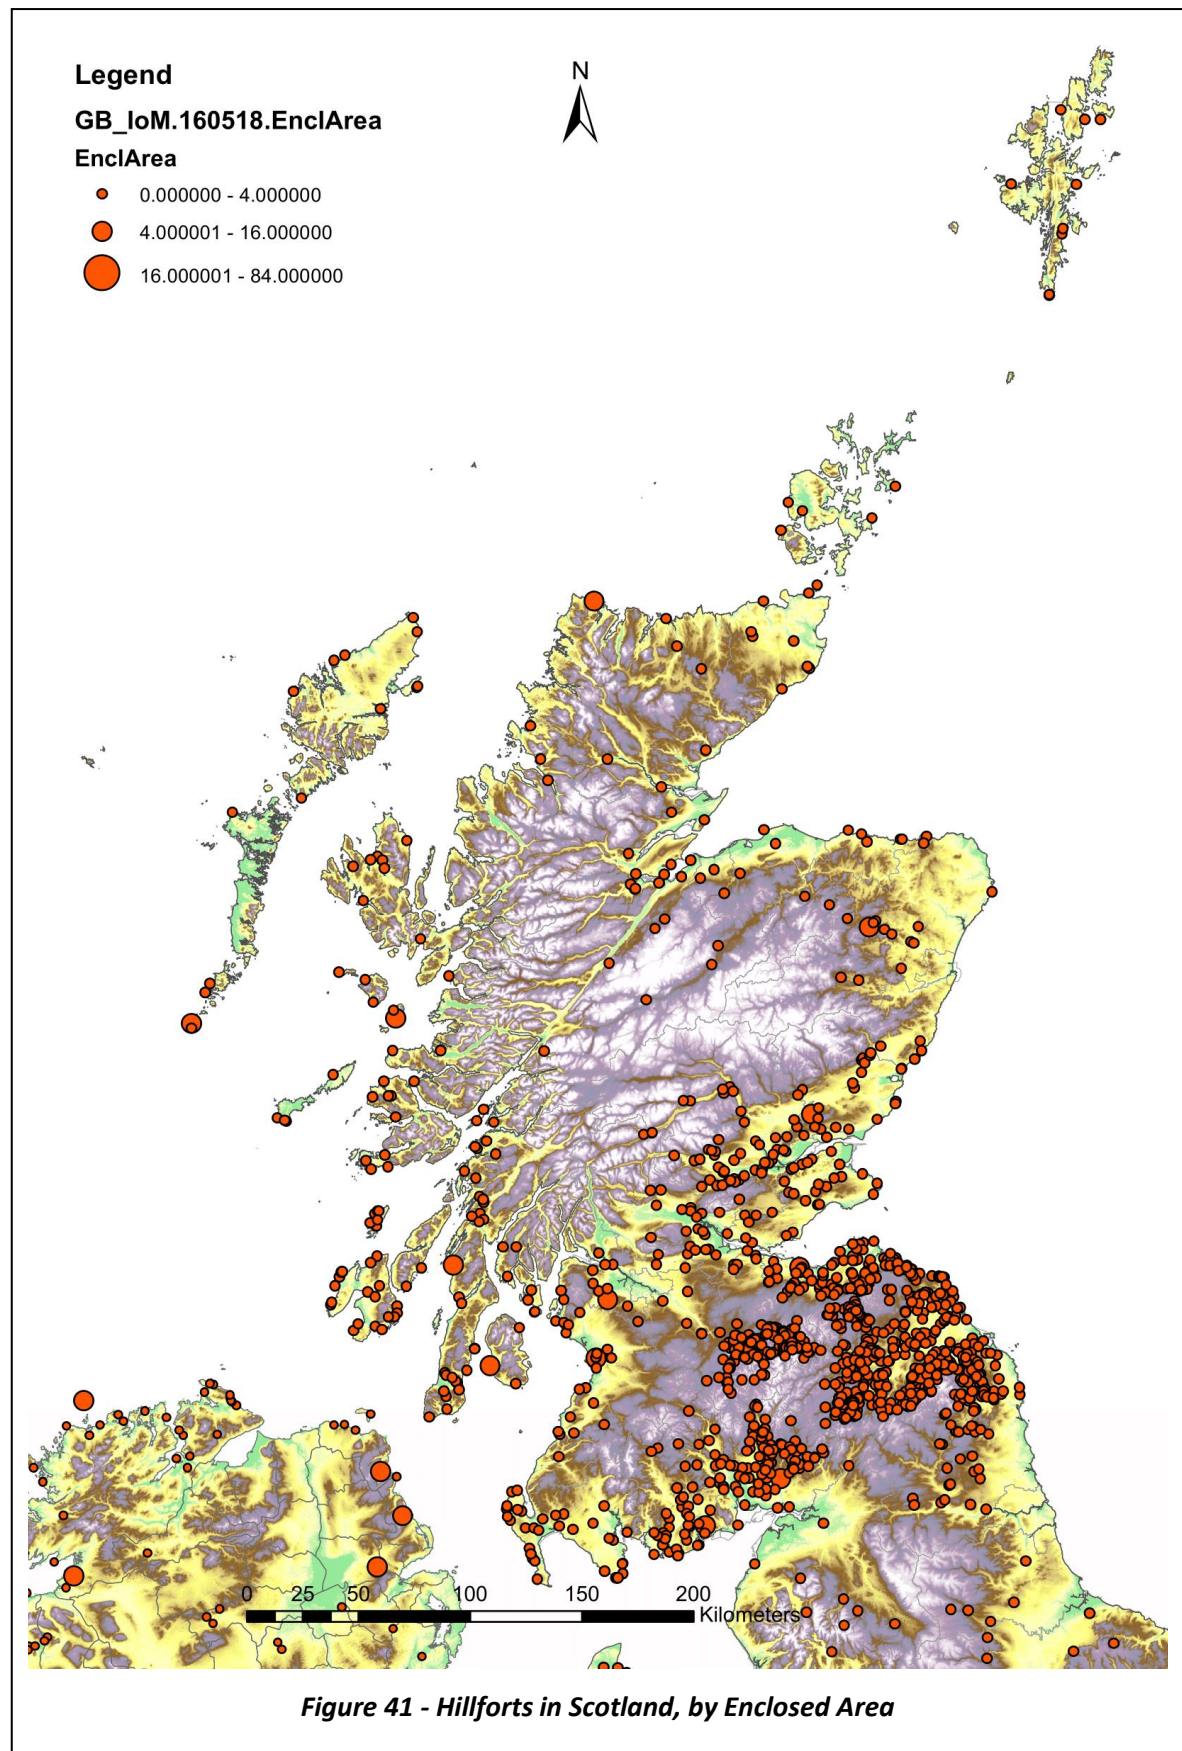 Legend
N
GB_IoM.160518.EnclArea
EnclArea
0.000000 - 4.000000
4.000001 - 16.000000
16.000001 - 84.000000
0 25 50 100 150 200
Kilometers
Figure 41 - Hillforts in Scotland, by Enclosed Area